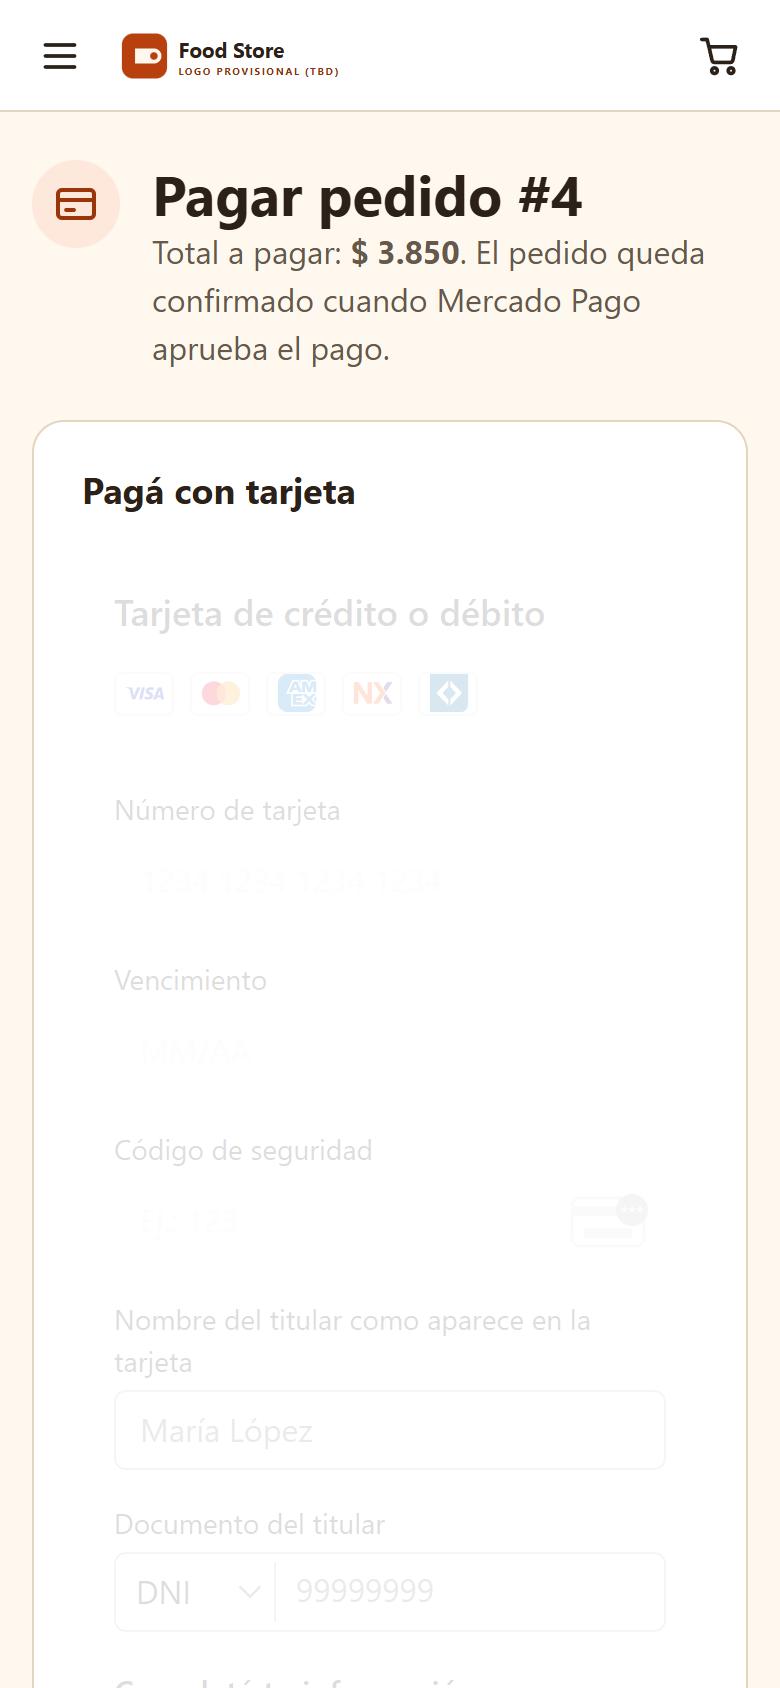 Food Store
LOGO PROVISIONAL (TBD)
Pagar pedido #4
Total a pagar: $ 3.850. El pedido queda
confirmado cuando Mercado Pago
aprueba el pago.
Pagá con tarjeta
Tarjeta de crédito o débito
VISA AM EX NX
Número de tarjeta
1234 1234 1234 1234
Vencimiento
MM/AA
Código de seguridad
Ej.: 123
Nombre del titular como aparece en la
tarjeta
María López
Documento del titular
DNI 99999999